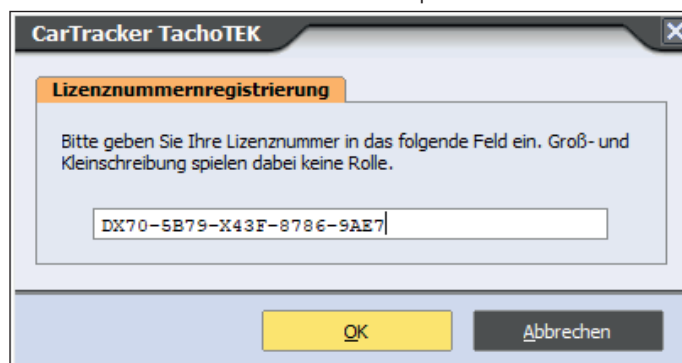 CarTracker TachoTEK
Lizenznummernregistrierung
Bitte geben Sie Ihre Lizenznummer in das folgende Feld ein. Groß- und
Kleinschreibung spielen dabei keine Rolle.
DX70-5B79-X43F-8786-9AE7
OK
Abbrechen